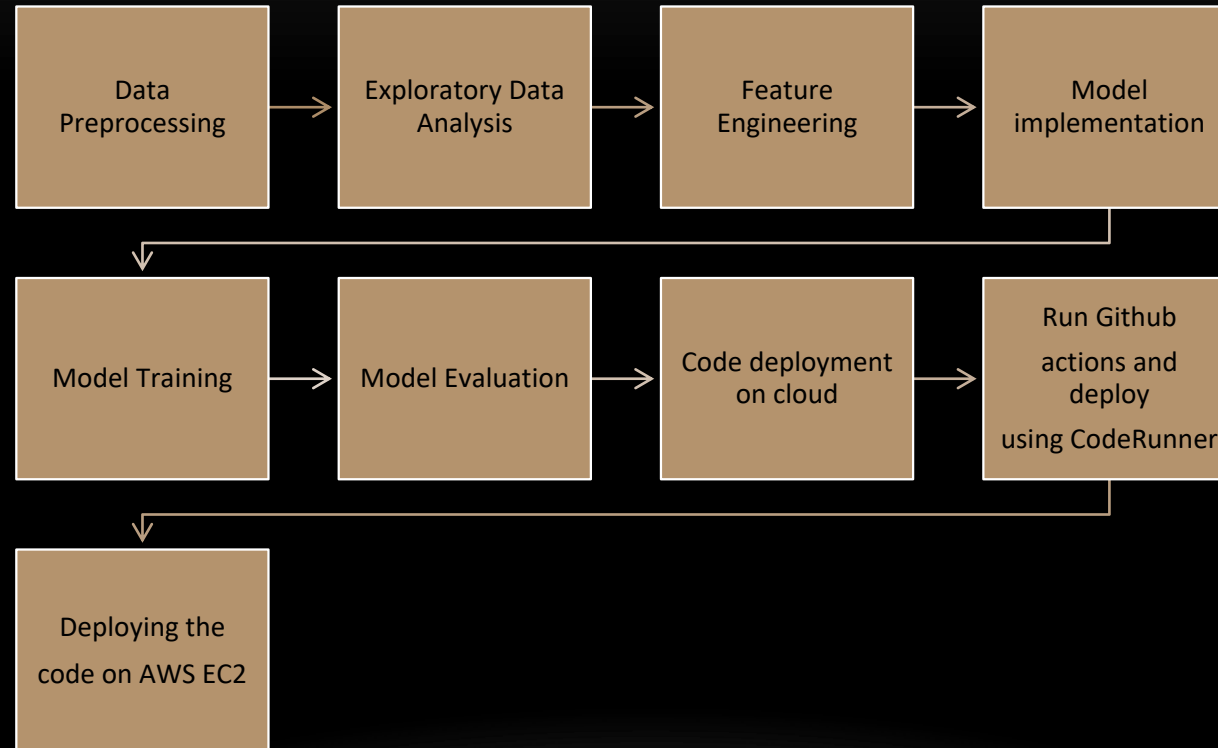 Data
Preprocessing
Exploratory Data
Analysis
Feature
Engineering
Model
implementation
Model Training
Model Evaluation
Code deployment
on cloud
Run Github
actions and
deploy
using CodeRunner
Deploying the
code on AWS EC2